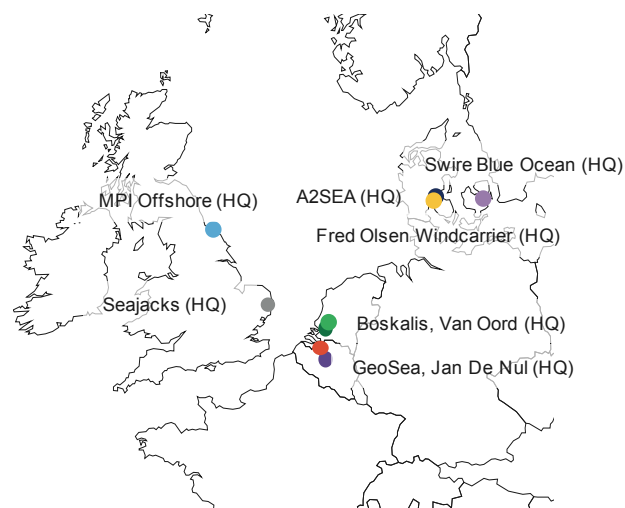 Swire Blue Ocean (HQ)
A2SEA (HQ)
MPI Offshore (HQ)
Fred Olsen Windcarrier (HQ)
Seajacks (HQ)
Boskalis, Van Oord (HQ)
GeoSea, Jan De Nul (HQ)